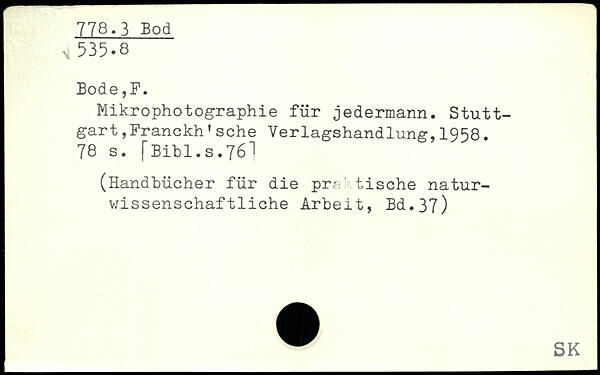 778.3 Bod
535.8
Bode,F.
Mikrophotographie für jedermann. Stutt-
gart,Franckh'sche Verlagshandlung,1958.
78 s. [Bibl.s.76]
(Handbücher für die praktische natur-
wissenschaftliche Arbeit, Bd.37)
SK